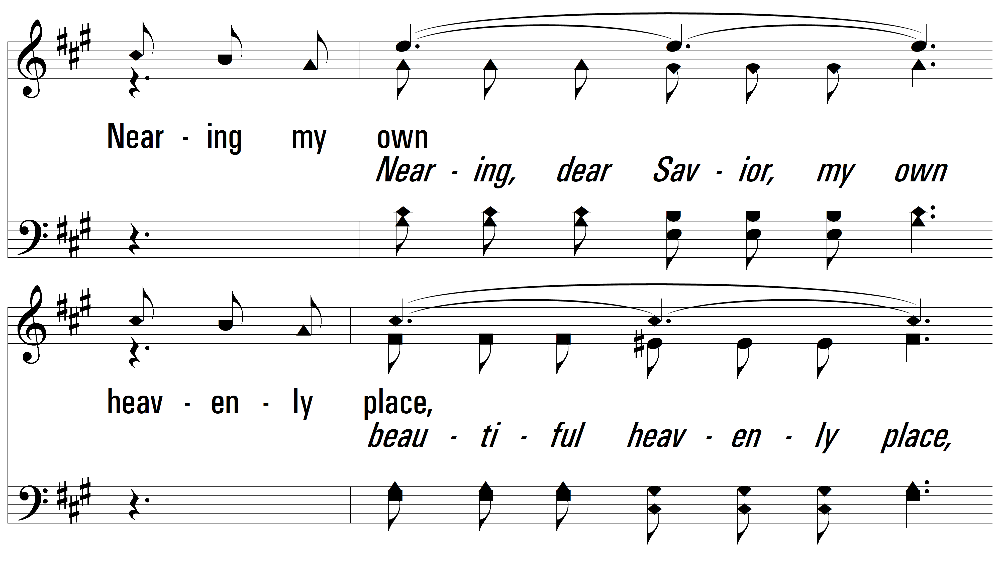 Near - ing my own
Near - ing, dear Sav - ior, my own
heav - en - ly place,
beau - ti - ful heav - en - ly place,